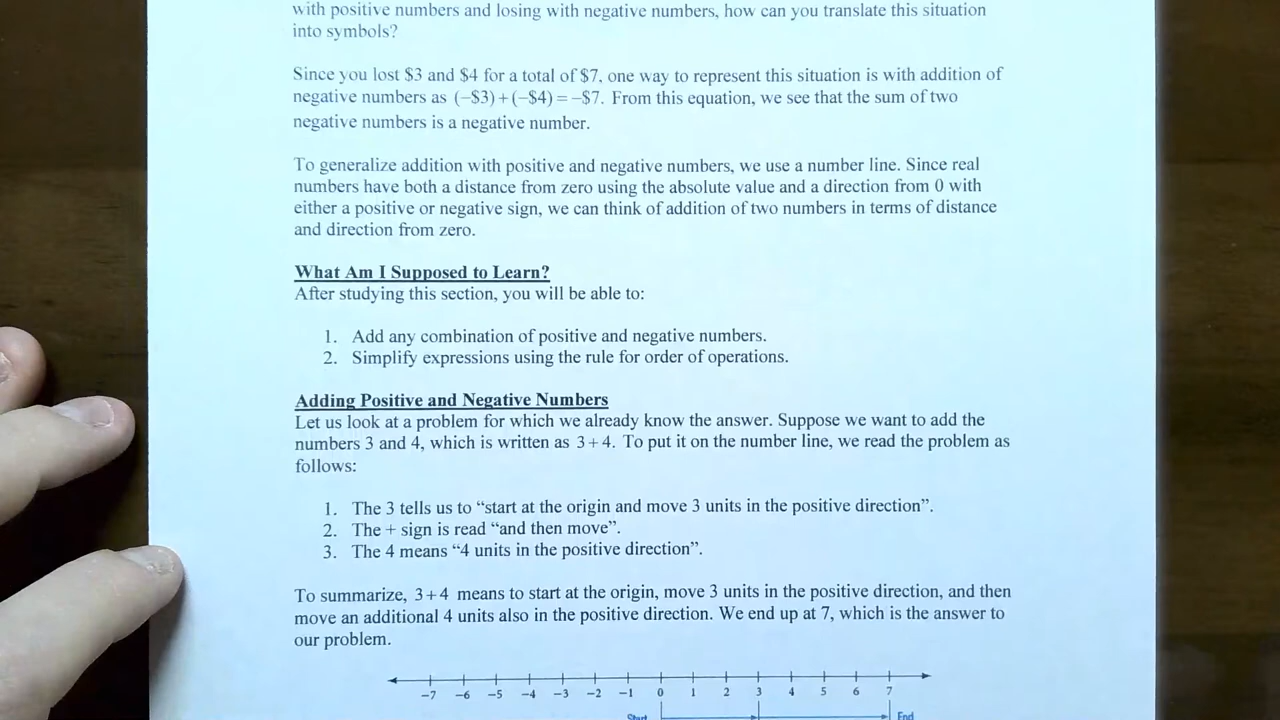 with positive numbers and losing with negative numbers, how can you translate this situation
into symbols?
Since you lost $3 and $4 for a total of $7, one way to represent this situation is with addition of
negative numbers as (−$3)+(−$4)=−$7. From this equation, we see that the sum of two
negative numbers is a negative number.
To generalize addition with positive and negative numbers, we use a number line. Since real
numbers have both a distance from zero using the absolute value and a direction from 0 with
either a positive or negative sign, we can think of addition of two numbers in terms of distance
and direction from zero.
What Am I Supposed to Learn?
After studying this section, you will be able to:
1. Add any combination of positive and negative numbers.
2. Simplify expressions using the rule for order of operations.
Adding Positive and Negative Numbers
Let us look at a problem for which we already know the answer. Suppose we want to add the
numbers 3 and 4, which is written as 3+4. To put it on the number line, we read the problem as
follows:
1. The 3 tells us to “start at the origin and move 3 units in the positive direction”.
2. The + sign is read “and then move”.
3. The 4 means “4 units in the positive direction”.
To summarize, 3+4 means to start at the origin, move 3 units in the positive direction, and then
move an additional 4 units also in the positive direction. We end up at 7, which is the answer to
our problem.
−7 −6 −5 −4 −3 −2 −1 0 1 2 3 4 5 6 7
Start End